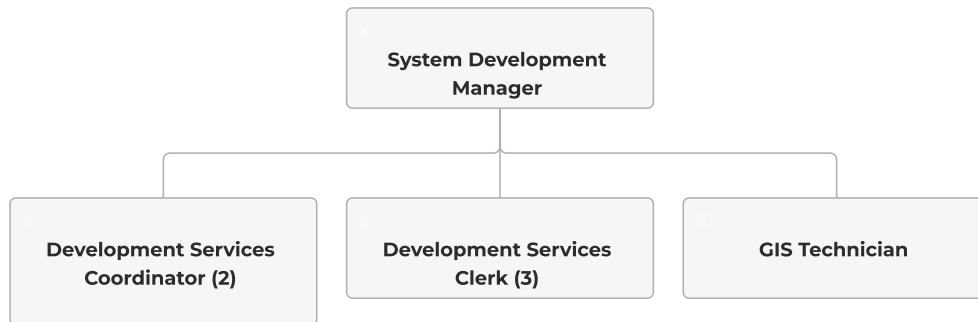 System Development
Manager
Development Services
Coordinator (2)
Development Services
Clerk (3)
GIS Technician